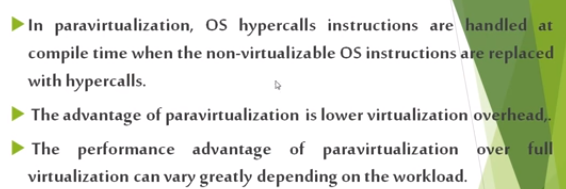 In paravirtualization, OS hypercalls instructions are handled at
compile time when the non-virtualizable OS instructions are replaced
with hypercalls.
The advantage of paravirtualization is lower virtualization overhead,.
The performance advantage of paravirtualization over full
virtualization can vary greatly depending on the workload.